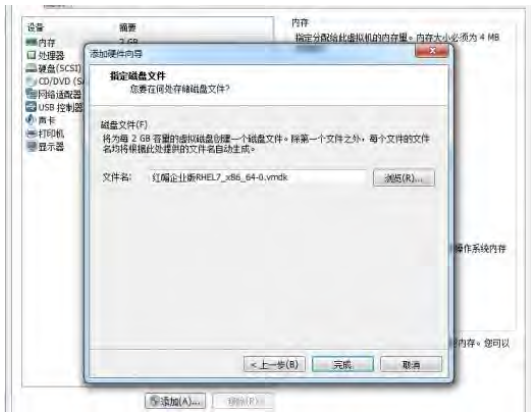 设备 摘要
内存 2 GB
处理器
硬盘(SCSI)
CD/DVD (S
网络适配器
USB 控制器
声卡
打印机
显示器
内存
指定分配给此虚拟机的内存量。内存大小必须为 4 MB
添加硬件向导
指定磁盘文件
您要在何处存储磁盘文件?
磁盘文件(F)
将为每 2 GB 容量的虚拟磁盘创建一个磁盘文件。除第一个文件之外，每个文件的文件
名均将根据此处提供的文件名自动生成。
文件名: 红帽企业版RHEL7_x86_64-0.vmdk 浏览(R)...
操作系统内存
内存。您可以
< 上一步(B) 完成 取消
添加(A)... 移除(R)